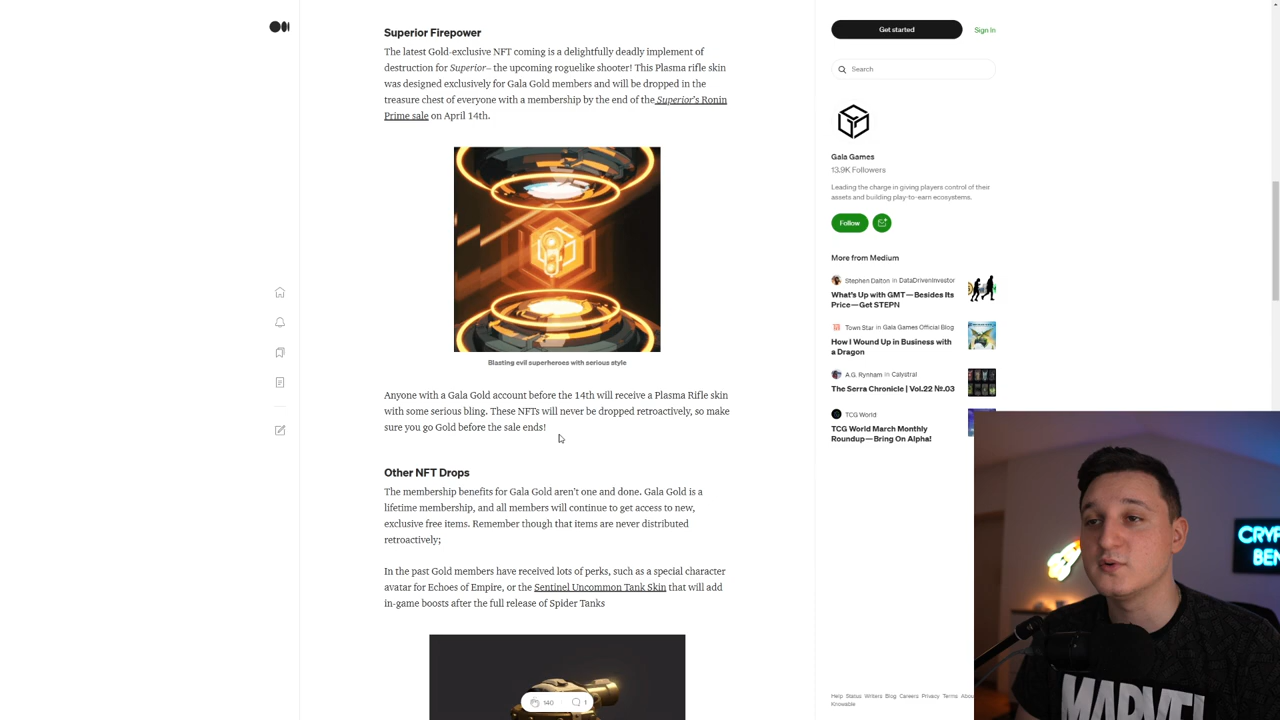 Superior Firepower
The latest Gold-exclusive NFT coming is a delightfully deadly implement of
destruction for Superior– the upcoming roguelike shooter! This Plasma rifle skin
was designed exclusively for Gala Gold members and will be dropped in the
treasure chest of everyone with a membership by the end of the Superior's Ronin
Prime sale on April 14th.
Blasting evil superheroes with serious style
Anyone with a Gala Gold account before the 14th will receive a Plasma Rifle skin
with some serious bling. These NFTs will never be dropped retroactively, so make
sure you go Gold before the sale ends!
Other NFT Drops
The membership benefits for Gala Gold aren't one and done. Gala Gold is a
lifetime membership, and all members will continue to get access to new,
exclusive free items. Remember though that items are never distributed
retroactively;
In the past Gold members have received lots of perks, such as a special character
avatar for Echoes of Empire, or the Sentinel Uncommon Tank Skin that will add
in-game boosts after the full release of Spider Tanks
140
1
Get started
Sign In
Search
Gala Games
13.9K Followers
Leading the charge in giving players control of their
assets and building play-to-earn ecosystems.
Follow
More from Medium
Stephen Dalton in DataDrivenInvestor
What's Up with GMT — Besides Its
Price — Get STEPN
Town Star in Gala Games Official Blog
How I Wound Up in Business with
a Dragon
A.G. Rynham in Calystral
The Serra Chronicle | Vol.22 №.03
TCG World
TCG World March Monthly
Roundup — Bring On Alpha!
Help Status Writers Blog Careers Privacy Terms Abou
Knowable
CRYP
BEN
MARVEL